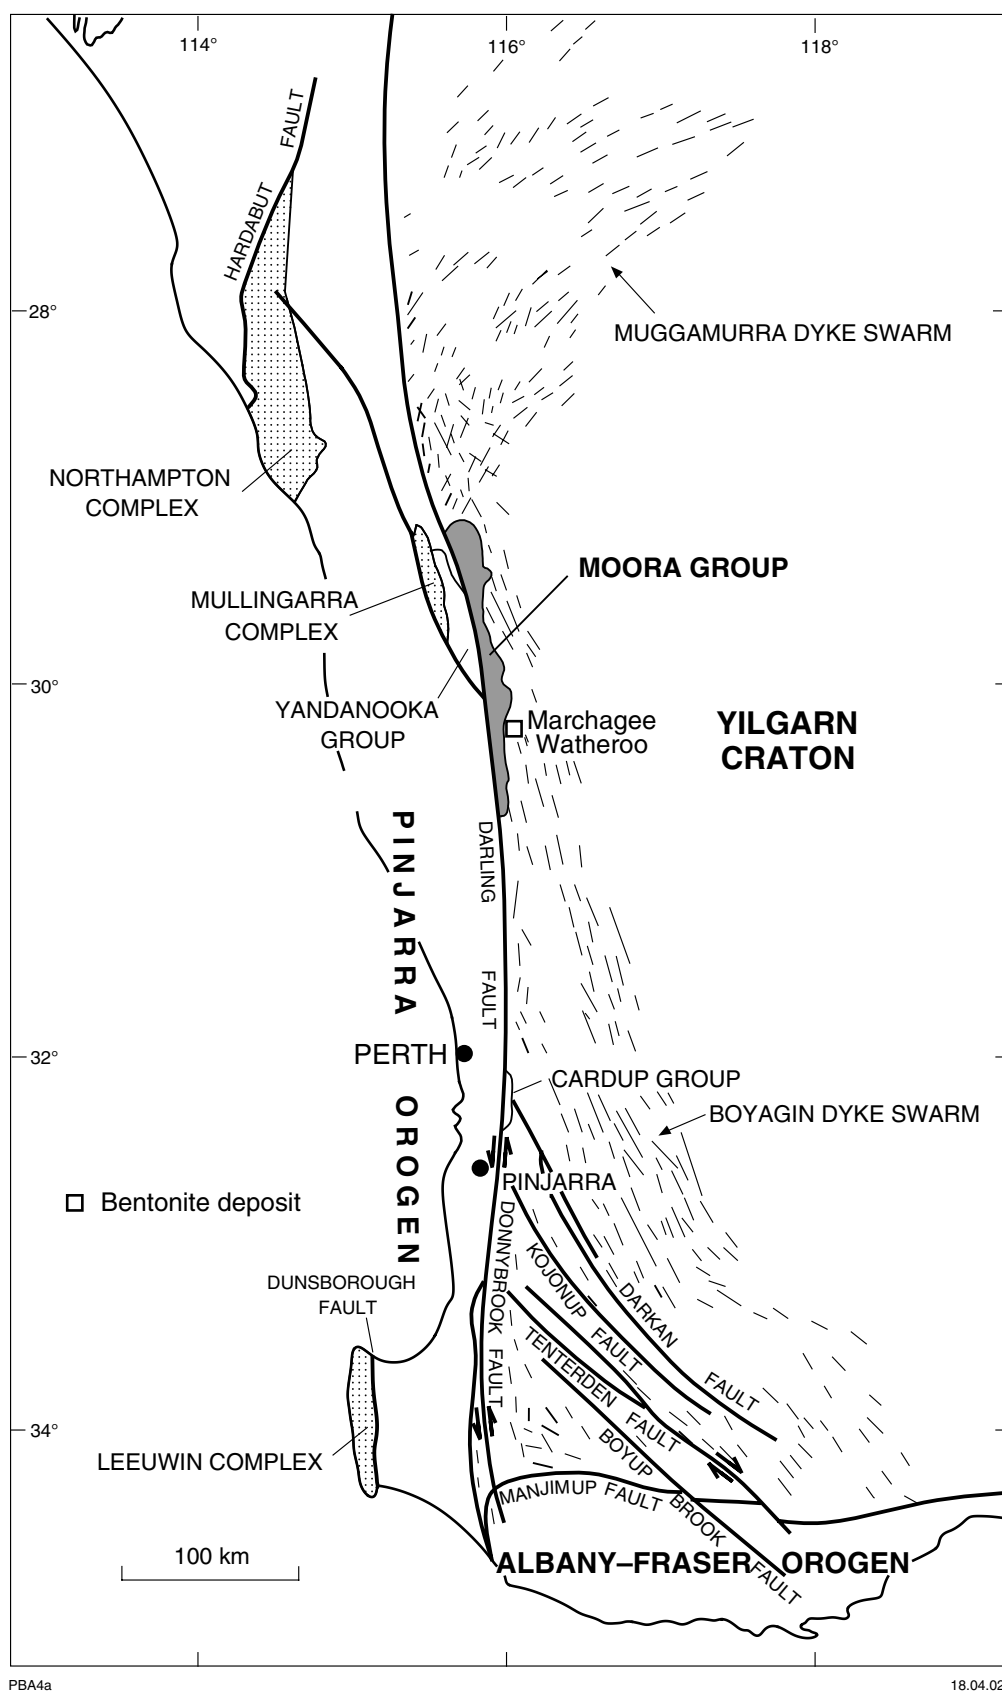 114°
116°
118°
HARDABUT FAULT
28°
MUGGAMURRA DYKE SWARM
NORTHAMPTON
COMPLEX
MOORA GROUP
MULLINGARRA
COMPLEX
30°
YANDANOOKA
GROUP
Marchagee
Watheroo
YILGARN
CRATON
PINJARRA OROGEN
DARLING FAULT
PERTH
32°
CARDUP GROUP
BOYAGIN DYKE SWARM
PINJARRA
Bentonite deposit
DUNSBOROUGH
FAULT
DONNYBROOK FAULT
KOJONUP FAULT
DARKAN FAULT
TENTERDEN FAULT
BOYUP BROOK FAULT
34°
LEEUWIN COMPLEX
MANJIMUP FAULT
100 km
ALBANY–FRASER OROGEN
PBA4a
18.04.02